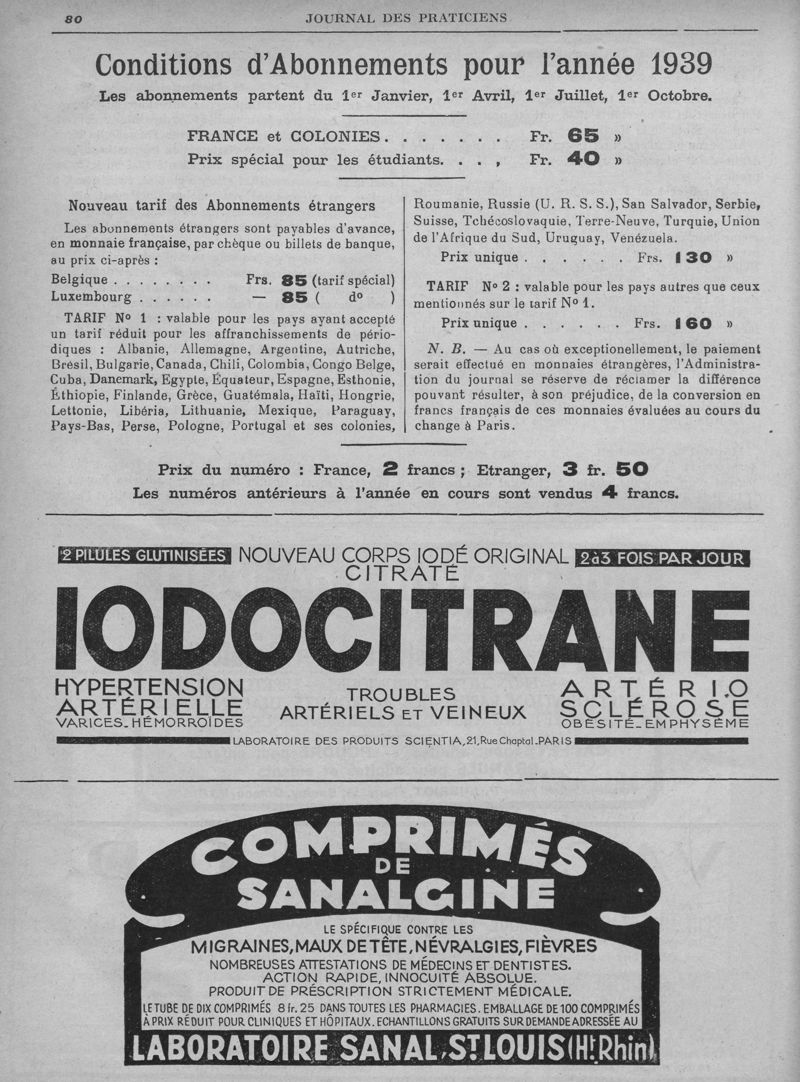 80
JOURNAL DES PRATICIENS
Conditions d'Abonnements pour l'année 1939
Les abonnements partent du 1er Janvier, 1er Avril, 1er Juillet, 1er Octobre.
FRANCE et COLONIES. . . . . . . Fr. 65 »
Prix spécial pour les étudiants. . . , Fr. 40 »
Nouveau tarif des Abonnements étrangers
Les abonnements étrangers sont payables d'avance,
en monnaie française, par chèque ou billets de banque,
au prix ci-après :
Belgique . . . . . . . . Frs. 85 (tarif spécial)
Luxembourg . . . . . . — 85 ( do )
TARIF No 1 : valable pour les pays ayant accepté
un tarif réduit pour les affranchissements de pério-
diques : Albanie, Allemagne, Argentine, Autriche,
Brésil, Bulgarie, Canada, Chili, Colombia, Congo Belge,
Cuba, Danemark, Egypte, Équateur, Espagne, Esthonie,
Éthiopie, Finlande, Grèce, Guatémala, Haïti, Hongrie,
Lettonie, Libéria, Lithuanie, Mexique, Paraguay,
Pays-Bas, Perse, Pologne, Portugal et ses colonies,
Roumanie, Russie (U. R. S. S.), San Salvador, Serbie,
Suisse, Tchécoslovaquie, Terre-Neuve, Turquie, Union
de l'Afrique du Sud, Uruguay, Venézuela.
Prix unique . . . . . . Frs. 130 »
TARIF No 2 : valable pour les pays autres que ceux
mentionnés sur le tarif No 1.
Prix unique . . . . . . Frs. 160 »
N. B. — Au cas où exceptionellement, le paiement
serait effectué en monnaies étrangères, l'Administra-
tion du journal se réserve de réclamer la différence
pouvant résulter, à son préjudice, de la conversion en
francs français de ces monnaies évaluées au cours du
change à Paris.
Prix du numéro : France, 2 francs ; Etranger, 3 fr. 50
Les numéros antérieurs à l'année en cours sont vendus 4 francs.
2 PILULES GLUTINISÉES NOUVEAU CORPS IODÉ ORIGINAL 2 à 3 FOIS PAR JOUR
CITRATÉ
IODOCITRANE
HYPERTENSION
ARTÉRIELLE
VARICES_HÉMORROÏDES
TROUBLES
ARTÉRIELS ET VEINEUX
ARTÉRIO
SCLÉROSE
OBÉSITÉ_EMPHYSÈME
LABORATOIRE DES PRODUITS SCIENTIA, 21, Rue Chaptal_PARIS
COMPRIMÉS
DE
SANALGINE
LE SPÉCIFIQUE CONTRE LES
MIGRAINES, MAUX DE TÊTE, NÉVRALGIES, FIÈVRES
NOMBREUSES ATTESTATIONS DE MÉDECINS ET DENTISTES.
ACTION RAPIDE, INNOCUITÉ ABSOLUE.
PRODUIT DE PRÉSCRIPTION STRICTEMENT MÉDICALE.
LE TUBE DE DIX COMPRIMÉS 8 fr. 25 DANS TOUTES LES PHARMACIES. EMBALLAGE DE 100 COMPRIMÉS
À PRIX RÉDUIT POUR CLINIQUES ET HÔPITAUX. ECHANTILLONS GRATUITS SUR DEMANDE ADRESSÉE AU
LABORATOIRE SANAL, St. LOUIS (Ht. Rhin).